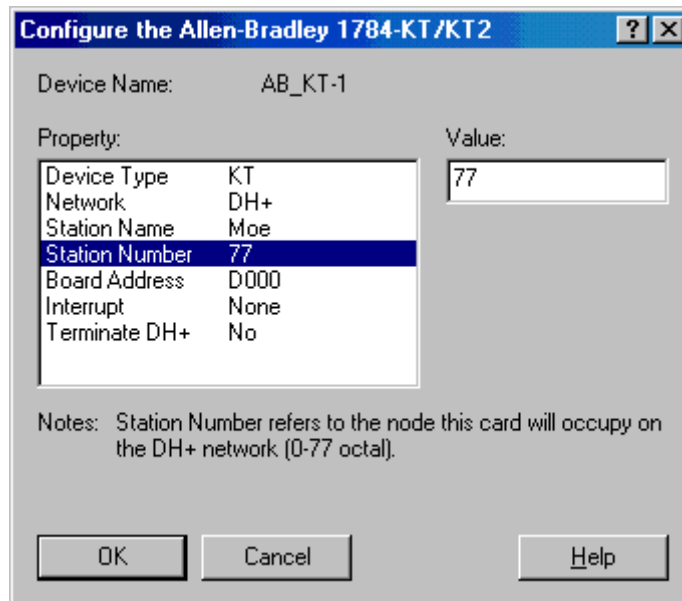 Configure the Allen-Bradley 1784-KT/KT2
Device Name: AB_KT-1
Property: Value:
Device Type KT 77
Network DH+
Station Name Moe
Station Number 77
Board Address D000
Interrupt None
Terminate DH+ No
Notes: Station Number refers to the node this card will occupy on
the DH+ network (0-77 octal).
OK Cancel Help